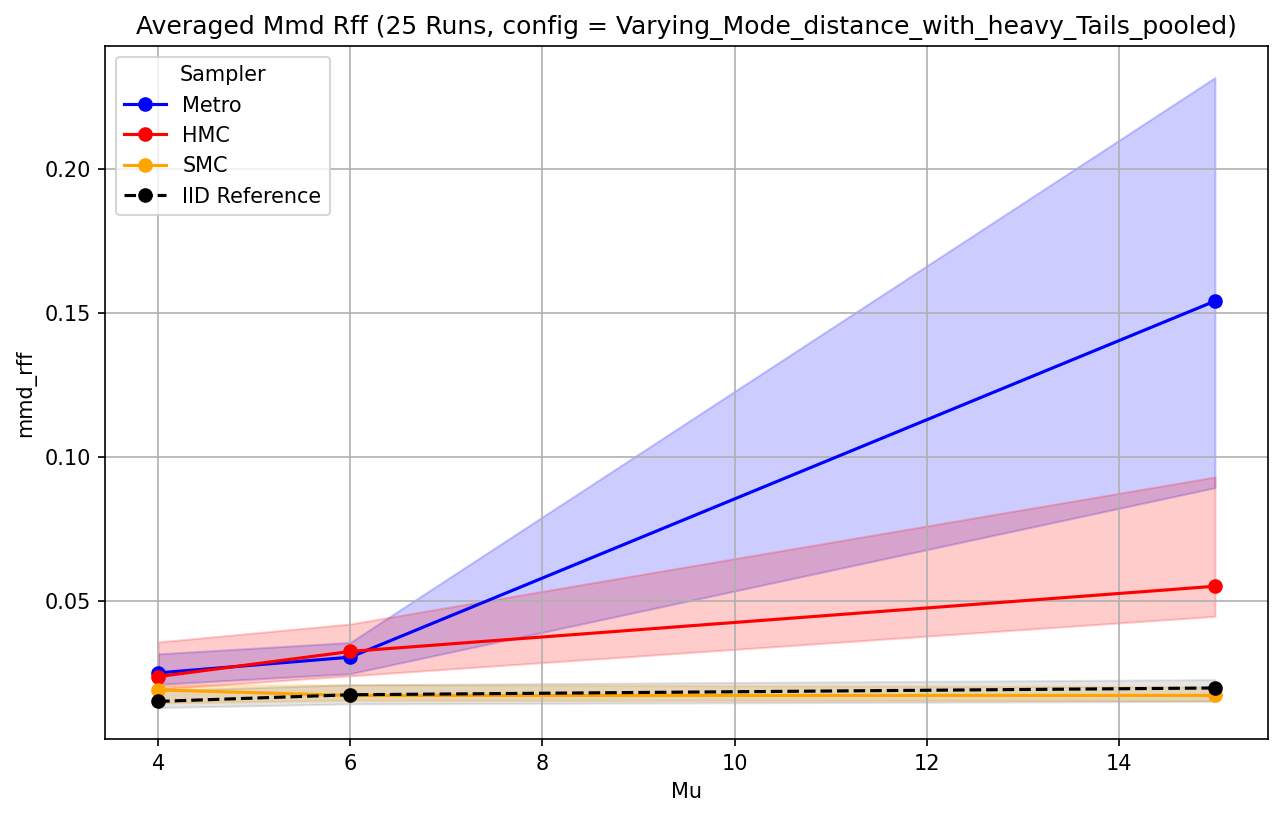 Averaged Mmd Rff (25 Runs, config = Varying_Mode_distance_with_heavy_Tails_pooled)
Sampler
Metro
HMC
SMC
IID Reference
mmd_rff
0.20
0.15
0.10
0.05
4 6 8 10 12 14
Mu